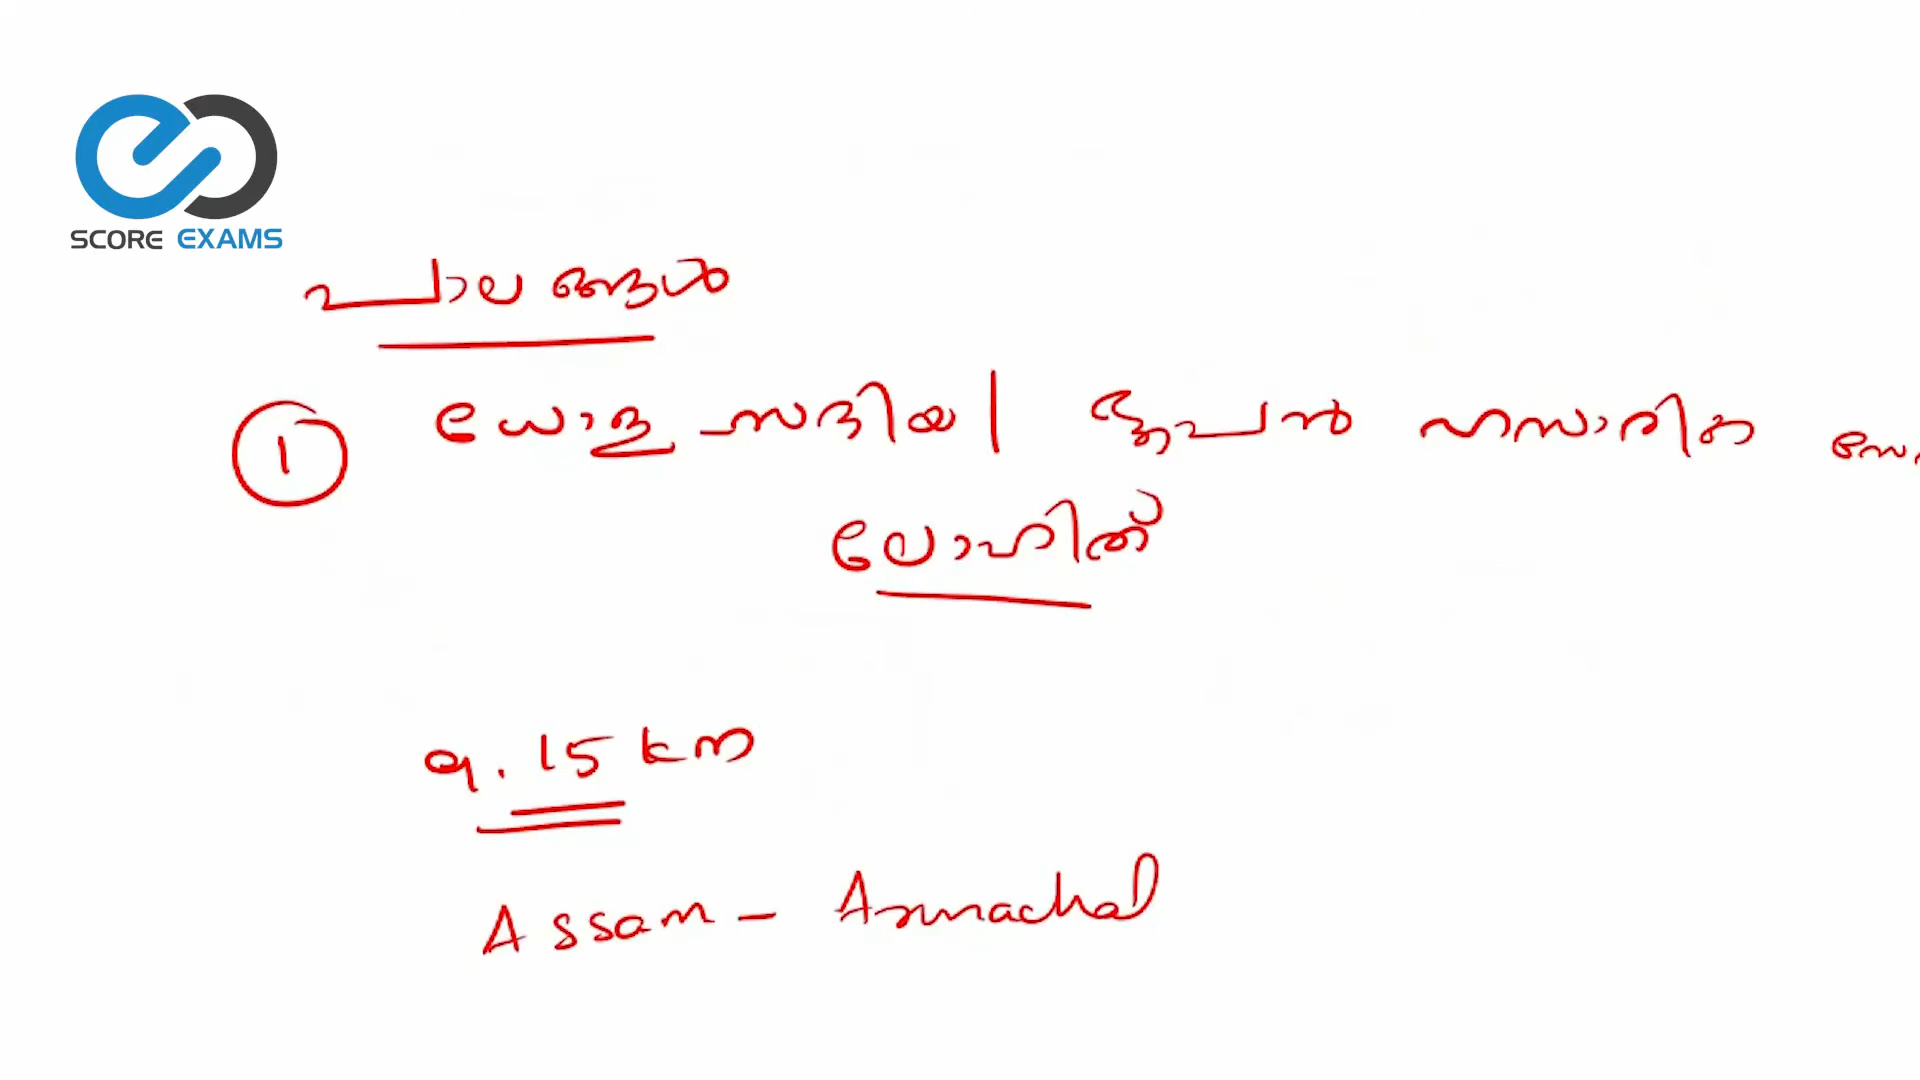 SCORE EXAMS
പാലങ്ങൾ
1 ധോള സദിയ | ഭൂപൻ ഹസാരിക സേ
ലോഹിത്
9.15 km
Assam - Arunachal